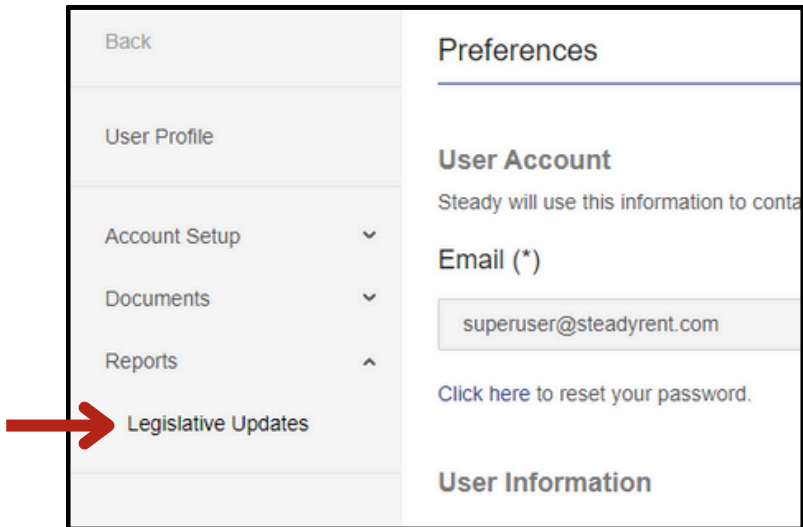 Back
User Profile
Account Setup
Documents
Reports
Legislative Updates
Preferences
User Account
Steady will use this information to conta
Email (*)
superuser@steadyrent.com
Click here to reset your password.
User Information